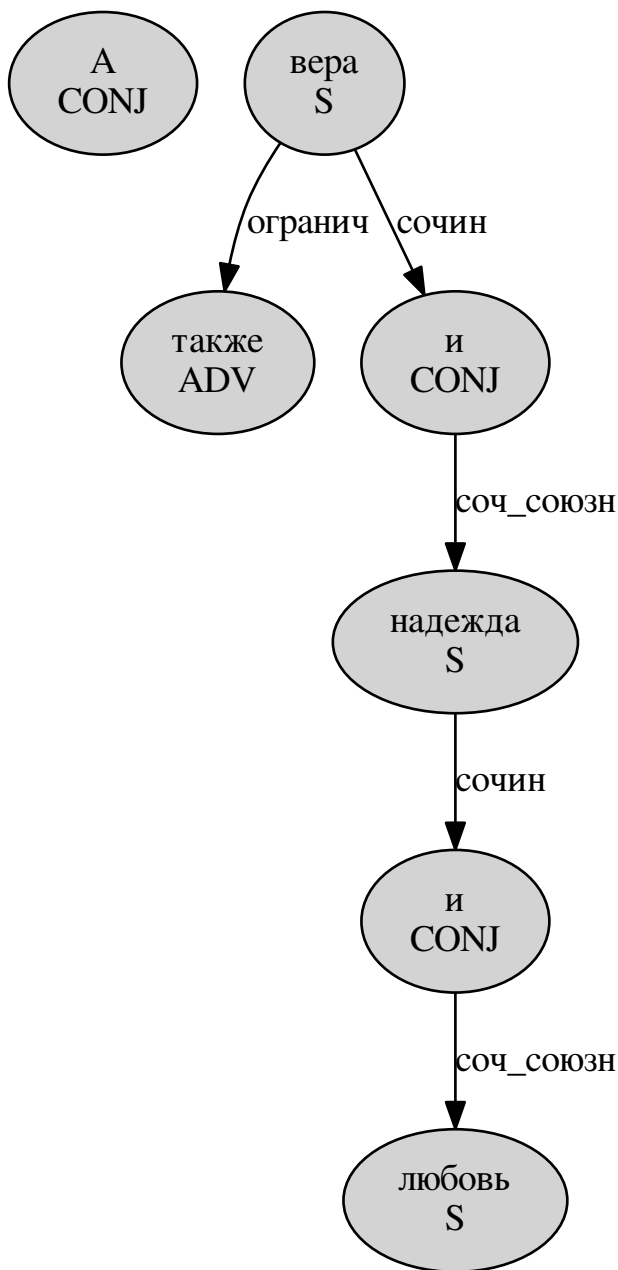 А
CONJ
вера
S
огранич
сочин
также
ADV
и
CONJ
соч_союзн
надежда
S
сочин
и
CONJ
соч_союзн
любовь
S